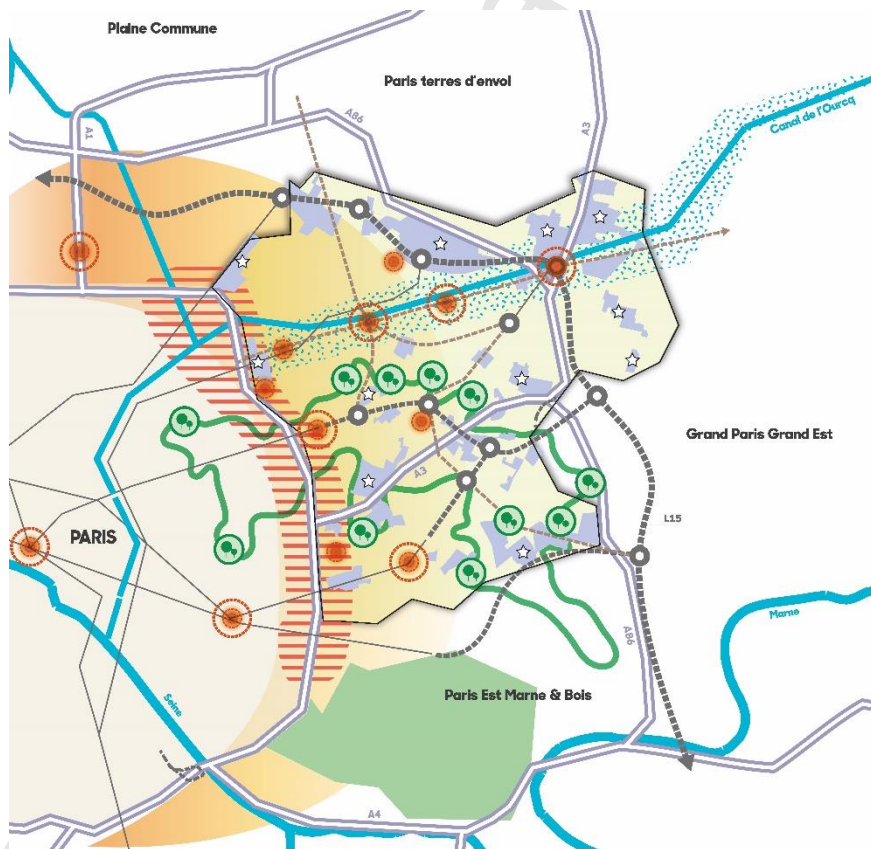 Plaine Commune
Paris terres d'envol
A86
A1
A3
Canal de l'Ourcq
Grand Paris Grand Est
A3
L15
PARIS
A86
Marne
Seine
Paris Est Marne & Bois
A4